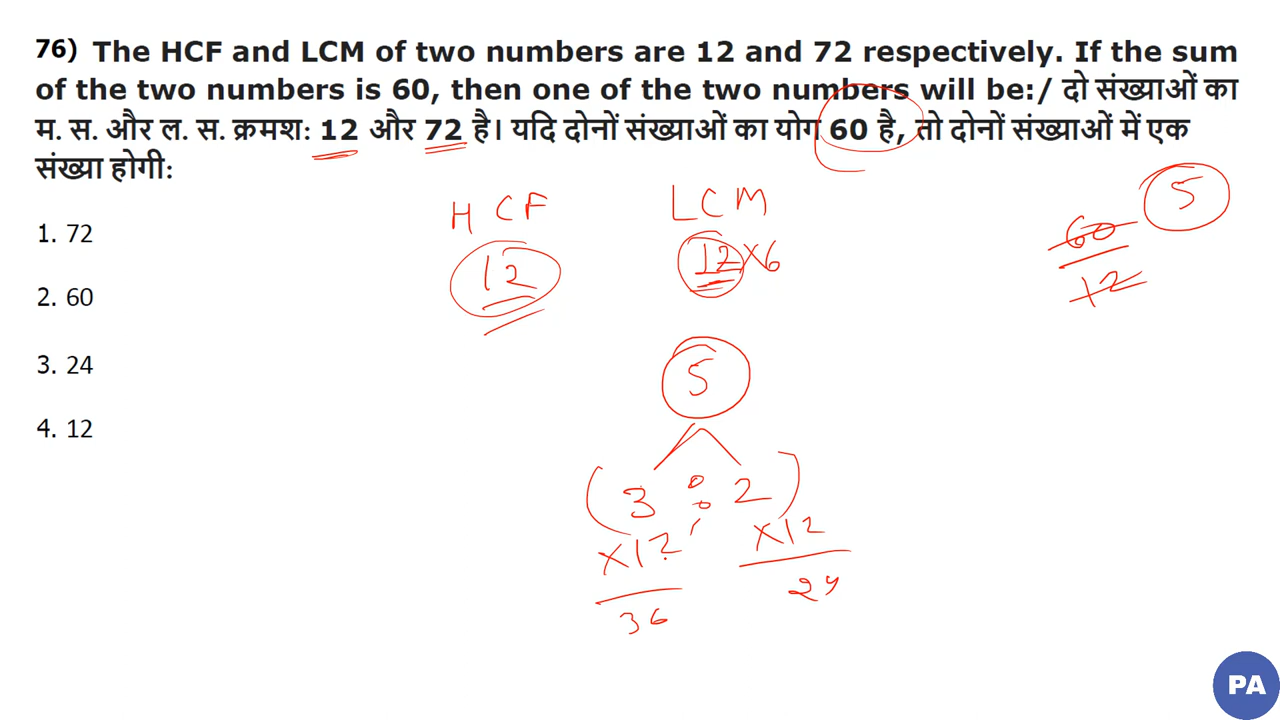 76) The HCF and LCM of two numbers are 12 and 72 respectively. If the sum
of the two numbers is 60, then one of the two numbers will be:/ दो संख्याओं का
म. स. और ल. स. क्रमश: 12 और 72 है। यदि दोनों संख्याओं का योग 60 है, तो दोनों संख्याओं में एक
संख्या होगी:
HCF LCM 5
1. 72
12 12×6 60
12
2. 60
5
3. 24
4. 12
(3 : 2)
×12 ×12
36 24
PA